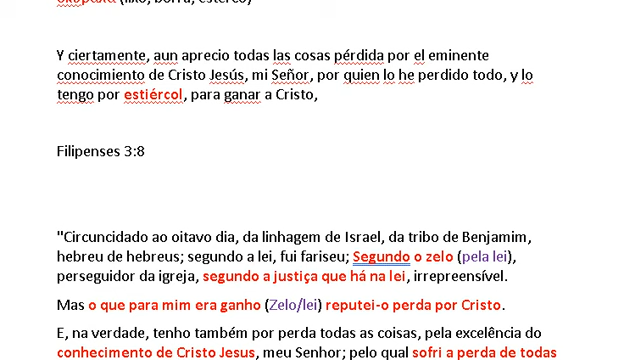 σκύβαλα (lixo, borra, esterco)
Y ciertamente, aun aprecio todas las cosas pérdida por el eminente
conocimiento de Cristo Jesús, mi Señor, por quien lo he perdido todo, y lo
tengo por estiércol, para ganar a Cristo,
Filipenses 3:8
"Circuncidado ao oitavo dia, da linhagem de Israel, da tribo de Benjamim,
hebreu de hebreus; segundo a lei, fui fariseu; Segundo o zelo (pela lei),
perseguidor da igreja, segundo a justiça que há na lei, irrepreensível.
Mas o que para mim era ganho (Zelo/lei) reputei-o perda por Cristo.
E, na verdade, tenho também por perda todas as coisas, pela excelência do
conhecimento de Cristo Jesus, meu Senhor; pelo qual sofri a perda de todas